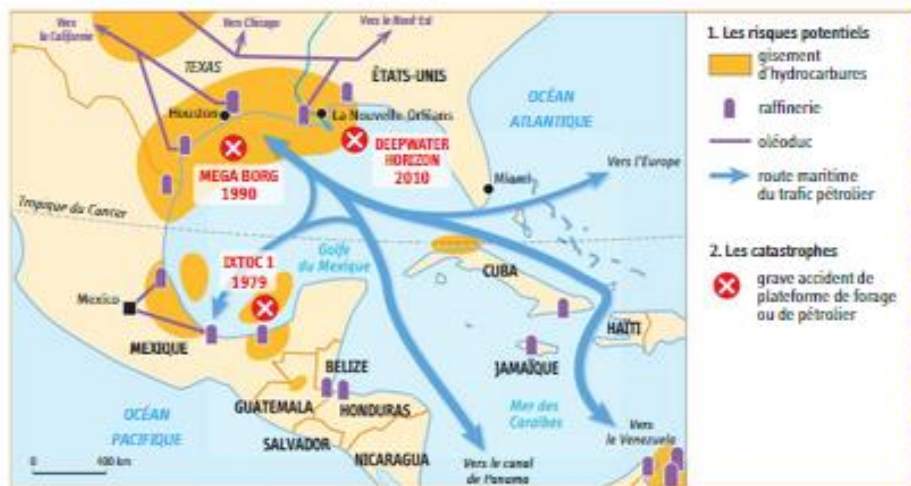 Vers
la Californie
Vers Chicago
Vers le Nord-Est
TEXAS
ÉTATS-UNIS
Houston
La Nouvelle Orléans
OCÉAN
ATLANTIQUE
MEGA BORG
1990
DEEPWATER
HORIZON
2010
Miami
Vers l'Europe
Tropique du Cancer
IXTOC 1
1979
Golfe
du Mexique
CUBA
Mexico
MEXIQUE
HAÏTI
JAMAÏQUE
BELIZE
GUATEMALA
HONDURAS
Mer des
Caraïbes
OCÉAN
PACIFIQUE
SALVADOR
NICARAGUA
Vers le canal
de Panama
Vers
le Venezuela
0 400 km
1. Les risques potentiels
gisement
d'hydrocarbures
raffinerie
oléoduc
route maritime
du trafic pétrolier
2. Les catastrophes
grave accident de
plateforme de forage
ou de pétrolier